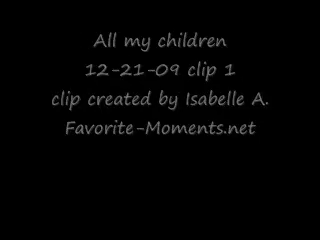 All my children
12-21-09 clip 1
clip created by Isabelle A.
Favorite-Moments.net